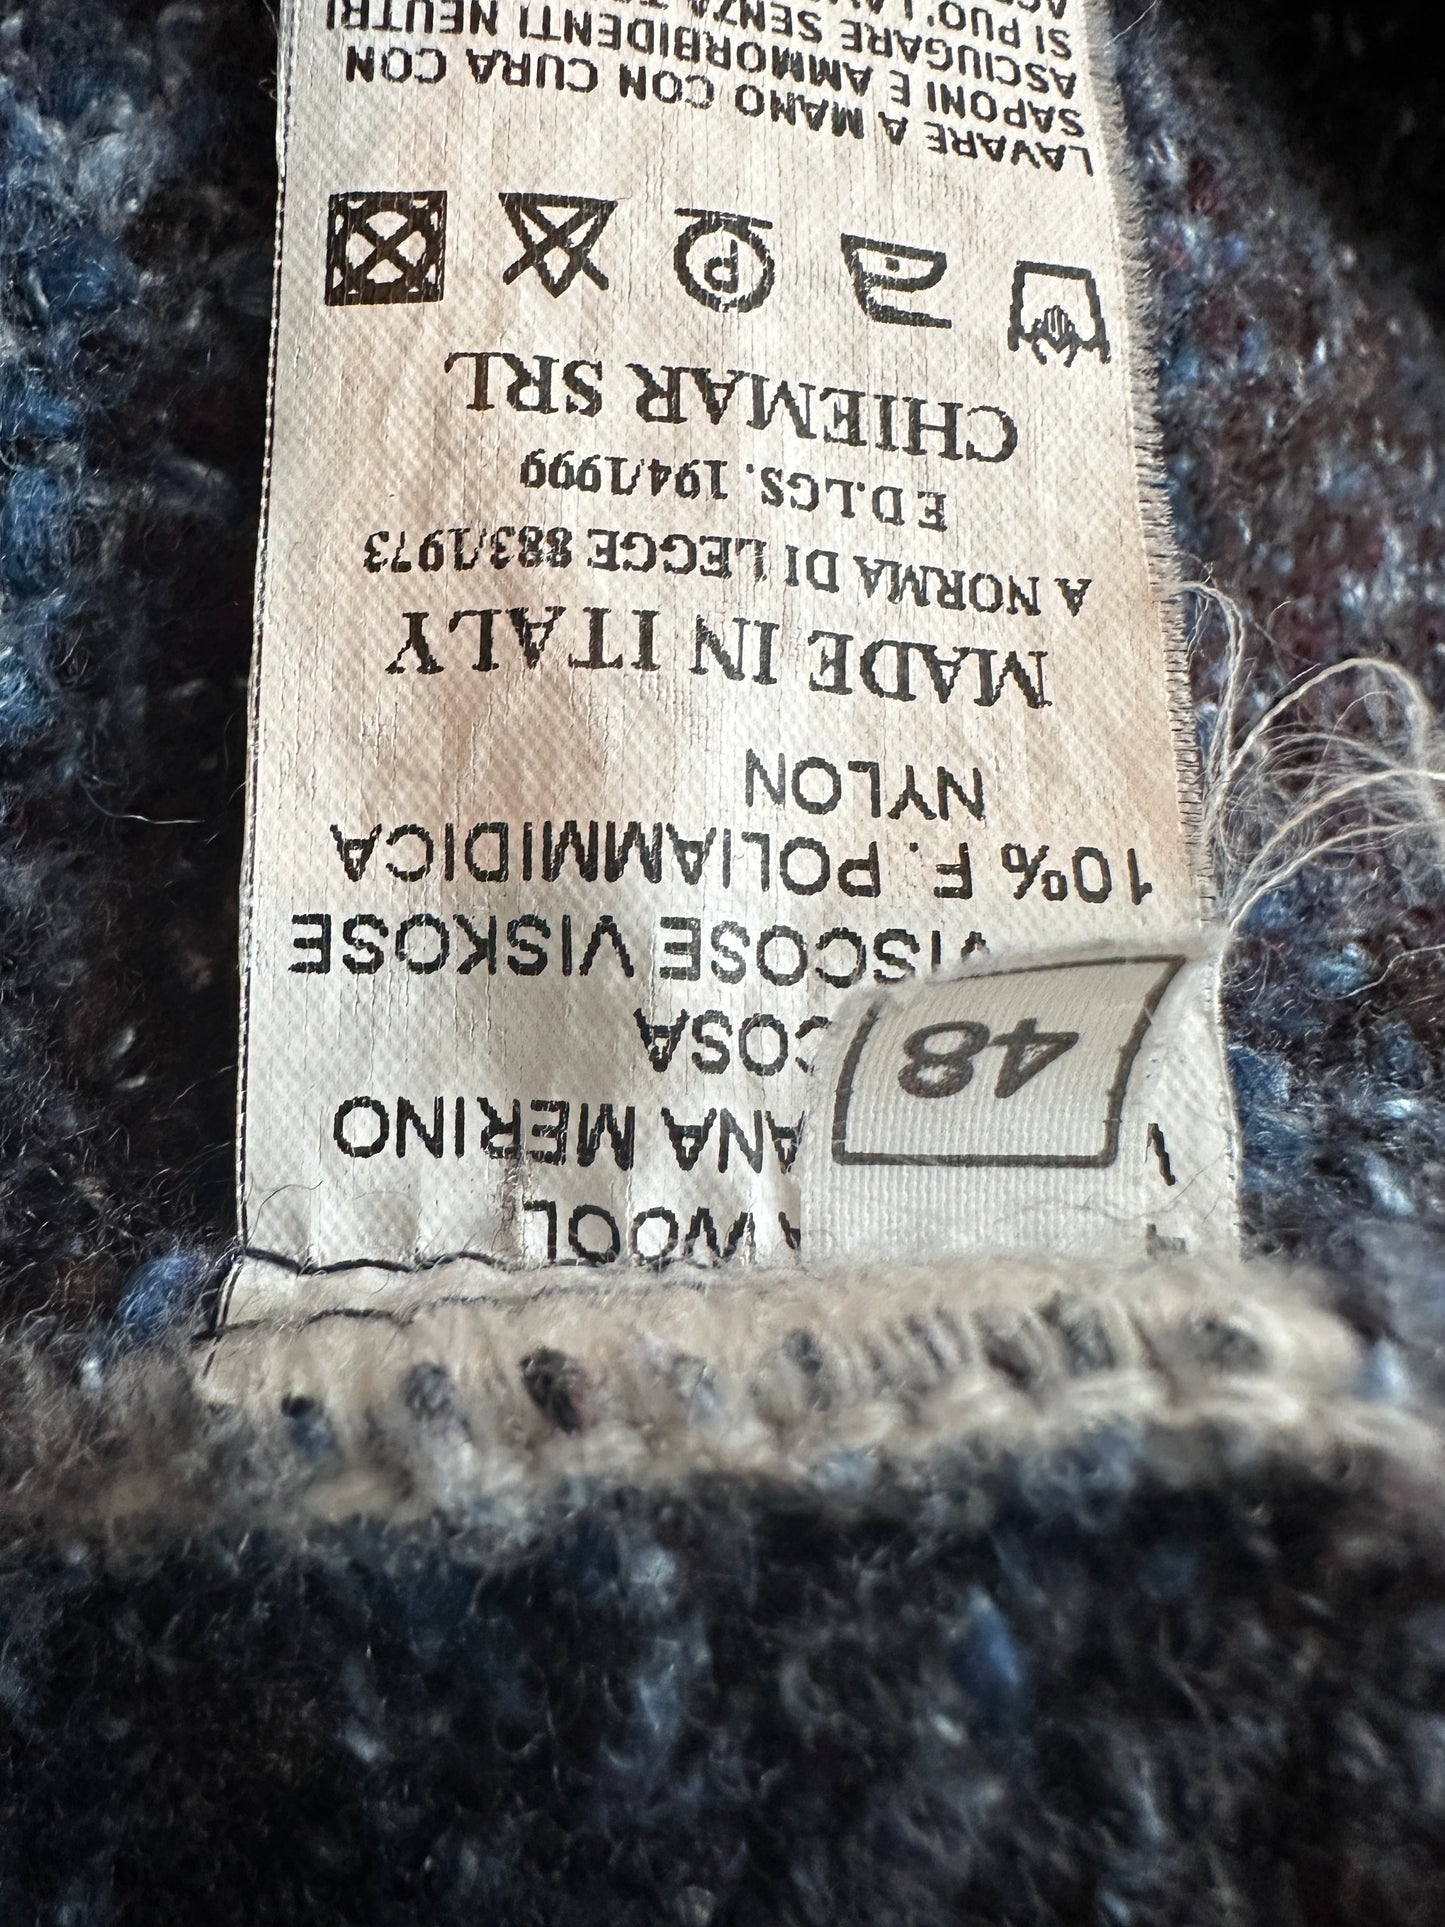 WOOL
48
ANA MERINO
COSA
VISCOSE VISKOSE
10% F. POLIAMMIDICA
NYLON
MADE IN ITALY
A NORMA DI LEGGE 883/1973
E D.LGS. 194/1999
CHIEMAR SRL
P
LAVARE A MANO CON CURA CON
SAPONI E AMMORBIDENTI NEUTRI
ASCIUGARE SENZA
SI PUO'